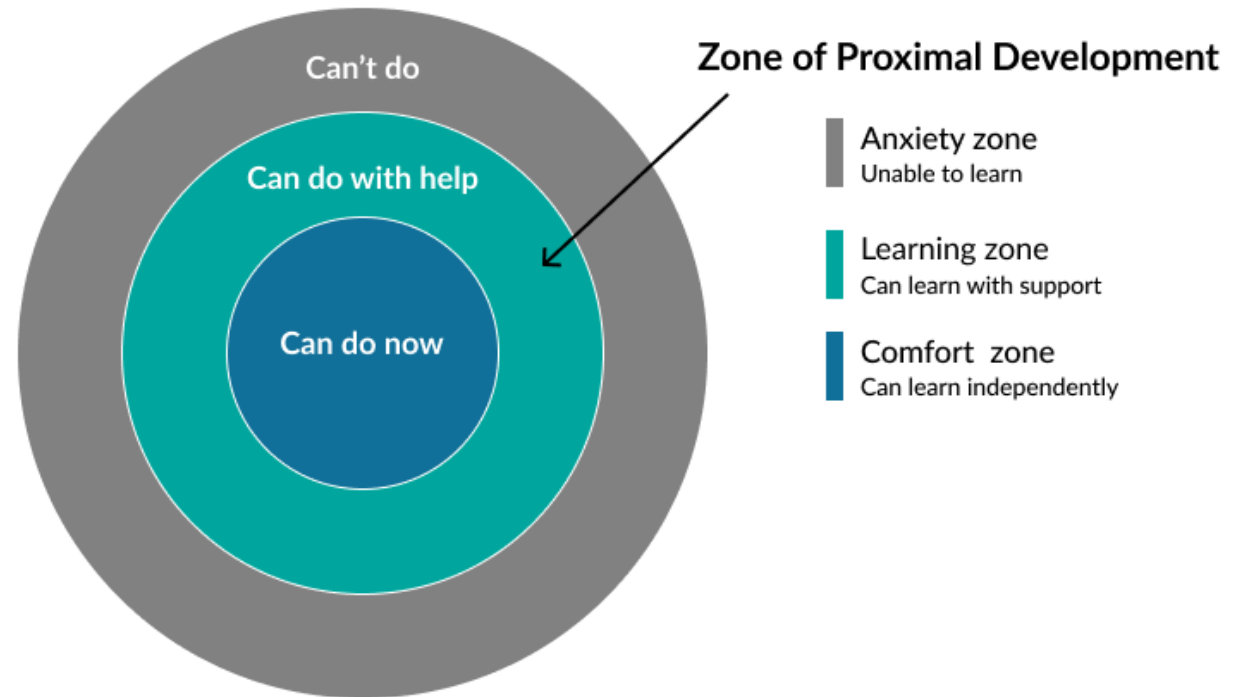 Can't do
Can do with help
Can do now
Zone of Proximal Development
Anxiety zone
Unable to learn
Learning zone
Can learn with support
Comfort zone
Can learn independently